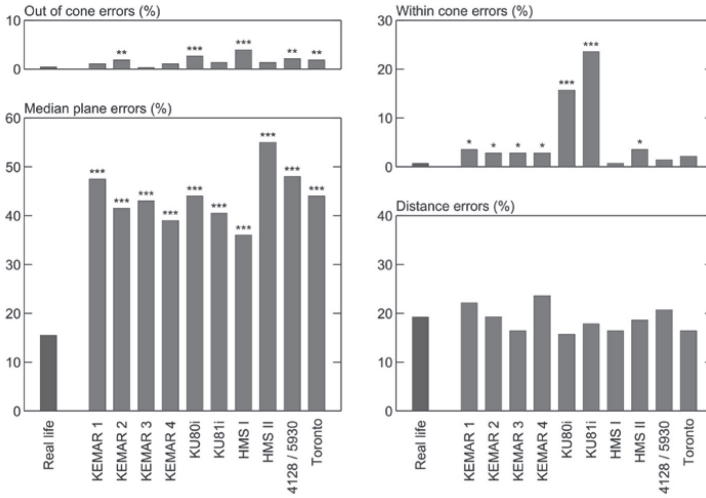 Out of cone errors (%)
10
0
** *** *** ** **
Median plane errors (%)
60
50
40
30
20
10
0
*** *** *** *** *** *** *** *** *** ***
Real life
KEMAR 1
KEMAR 2
KEMAR 3
KEMAR 4
KU80i
KU81i
HMS I
HMS II
4128 / 5930
Toronto
Within cone errors (%)
30
20
10
0
* * * * *** *** *
Distance errors (%)
40
30
20
10
0
Real life
KEMAR 1
KEMAR 2
KEMAR 3
KEMAR 4
KU80i
KU81i
HMS I
HMS II
4128 / 5930
Toronto